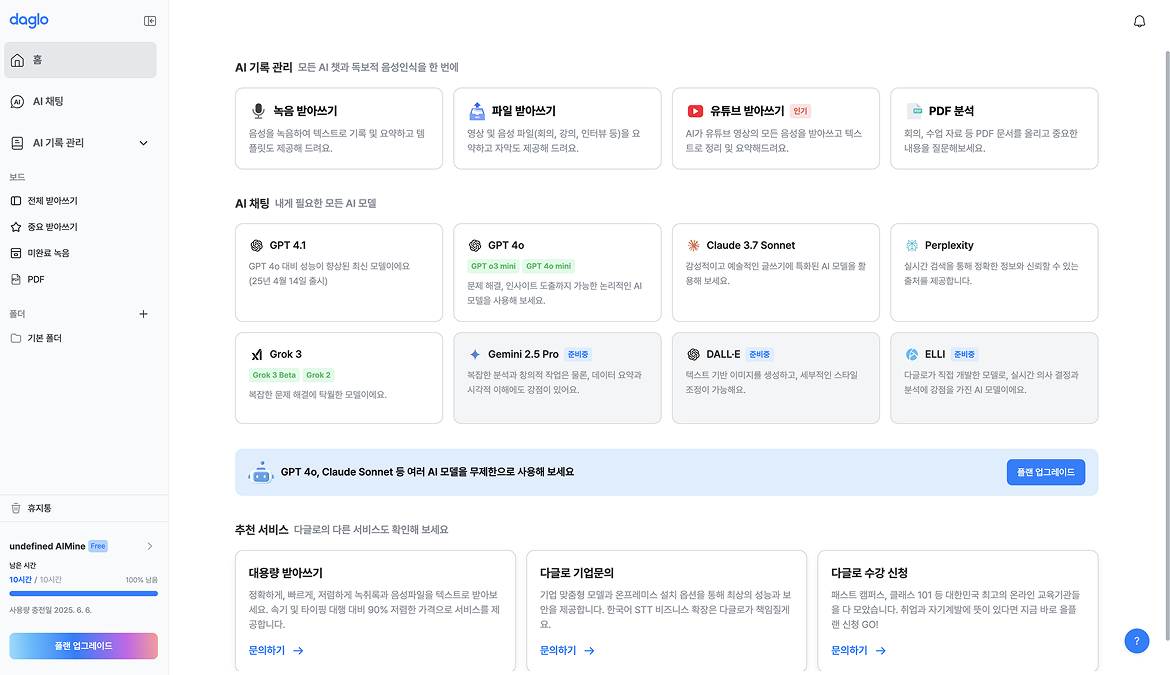 daglo
홈
AI 채팅
AI 기록 관리
보드
전체 받아쓰기
중요 받아쓰기
미완료 녹음
PDF
폴더
기본 폴더
휴지통
undefined AIMine Free
남은 시간
10시간 / 10시간 100% 남음
사용량 충전일 2025. 6. 6.
플랜 업그레이드
AI 기록 관리 모든 AI 챗과 독보적 음성인식을 한 번에
녹음 받아쓰기
음성을 녹음하여 텍스트로 기록 및 요약하고 템
플릿도 제공해 드려요.
파일 받아쓰기
영상 및 음성 파일(회의, 강의, 인터뷰 등)을 요
약하고 자막도 제공해 드려요.
유튜브 받아쓰기 인기
AI가 유튜브 영상의 모든 음성을 받아쓰고 텍스
트로 정리 및 요약해드려요.
PDF 분석
회의, 수업 자료 등 PDF 문서를 올리고 중요한
내용을 질문해보세요.
AI 채팅 내게 필요한 모든 AI 모델
GPT 4.1
GPT 4o 대비 성능이 향상된 최신 모델이에요
(25년 4월 14일 출시)
GPT 4o
GPT o3 mini GPT 4o mini
문제 해결, 인사이트 도출까지 가능한 논리적인 AI
모델을 사용해 보세요.
Claude 3.7 Sonnet
감성적이고 예술적인 글쓰기에 특화된 AI 모델을 활
용해 보세요.
Perplexity
실시간 검색을 통해 정확한 정보와 신뢰할 수 있는
출처를 제공합니다.
Grok 3
Grok 3 Beta Grok 2
복잡한 문제 해결에 탁월한 모델이에요.
Gemini 2.5 Pro 준비중
복잡한 분석과 창의적 작업은 물론, 데이터 요약과
시각적 이해에도 강점이 있어요.
DALL·E 준비중
텍스트 기반 이미지를 생성하고, 세부적인 스타일
조정이 가능해요.
ELLI 준비중
다글로가 직접 개발한 모델로, 실시간 의사 결정과
분석에 강점을 가진 AI 모델이에요.
GPT 4o, Claude Sonnet 등 여러 AI 모델을 무제한으로 사용해 보세요
플랜 업그레이드
추천 서비스 다글로의 다른 서비스도 확인해 보세요
대용량 받아쓰기
정확하게, 빠르게, 저렴하게 녹취록과 음성파일을 텍스트로 받아보
세요. 속기 및 타이핑 대행 대비 90% 저렴한 가격으로 서비스를 제
공합니다.
문의하기
다글로 기업문의
기업 맞춤형 모델과 온프레미스 설치 옵션을 통해 최상의 성능과 보
안을 제공합니다. 한국어 STT 비즈니스 확장은 다글로가 책임질게
요.
문의하기
다글로 수강 신청
패스트 캠퍼스, 클래스 101 등 대한민국 최고의 온라인 교육기관들
을 다 모았습니다. 취업과 자기계발에 뜻이 있다면 지금 바로 올플
랜 신청 GO!
문의하기
?